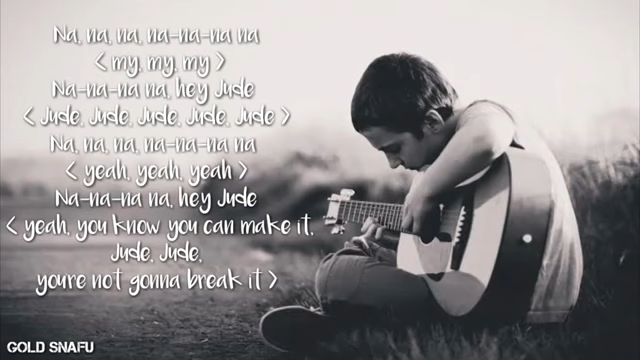 Na, na, na, na-na-na na
< my, my, my >
Na-na-na na, hey Jude
< Jude, Jude, Jude, Jude, Jude >
Na, na, na, na-na-na na
< yeah, yeah, yeah >
Na-na-na na, hey Jude
< yeah, you know you can make it,
Jude, Jude,
youre not gonna break it >
GOLD SNAFU